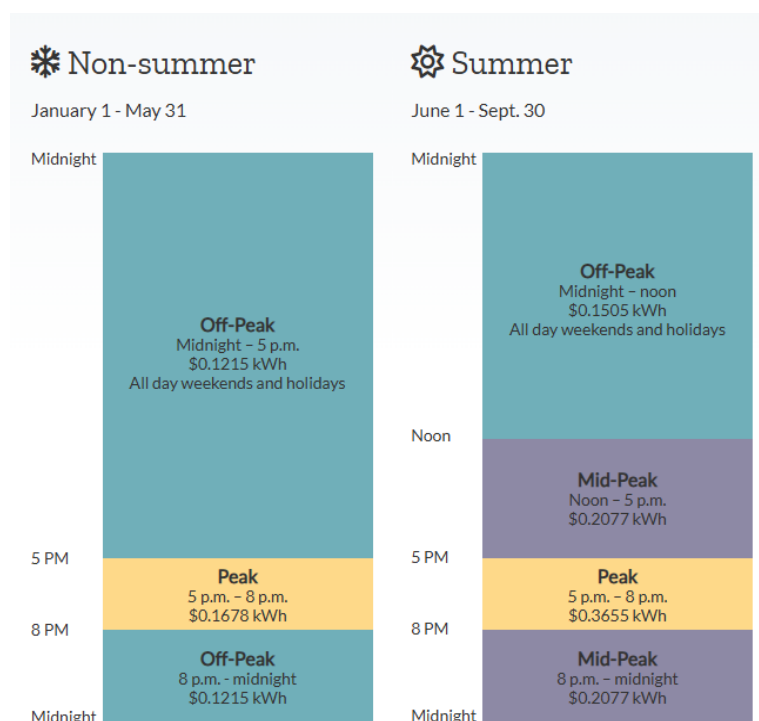 Non-summer
January 1 - May 31
Midnight
Off-Peak
Midnight – 5 p.m.
$0.1215 kWh
All day weekends and holidays
5 PM
Peak
5 p.m. – 8 p.m.
$0.1678 kWh
8 PM
Off-Peak
8 p.m. - midnight
$0.1215 kWh
Midnight
Summer
June 1 - Sept. 30
Midnight
Off-Peak
Midnight – noon
$0.1505 kWh
All day weekends and holidays
Noon
Mid-Peak
Noon – 5 p.m.
$0.2077 kWh
5 PM
Peak
5 p.m. – 8 p.m.
$0.3655 kWh
8 PM
Mid-Peak
8 p.m. – midnight
$0.2077 kWh
Midnight